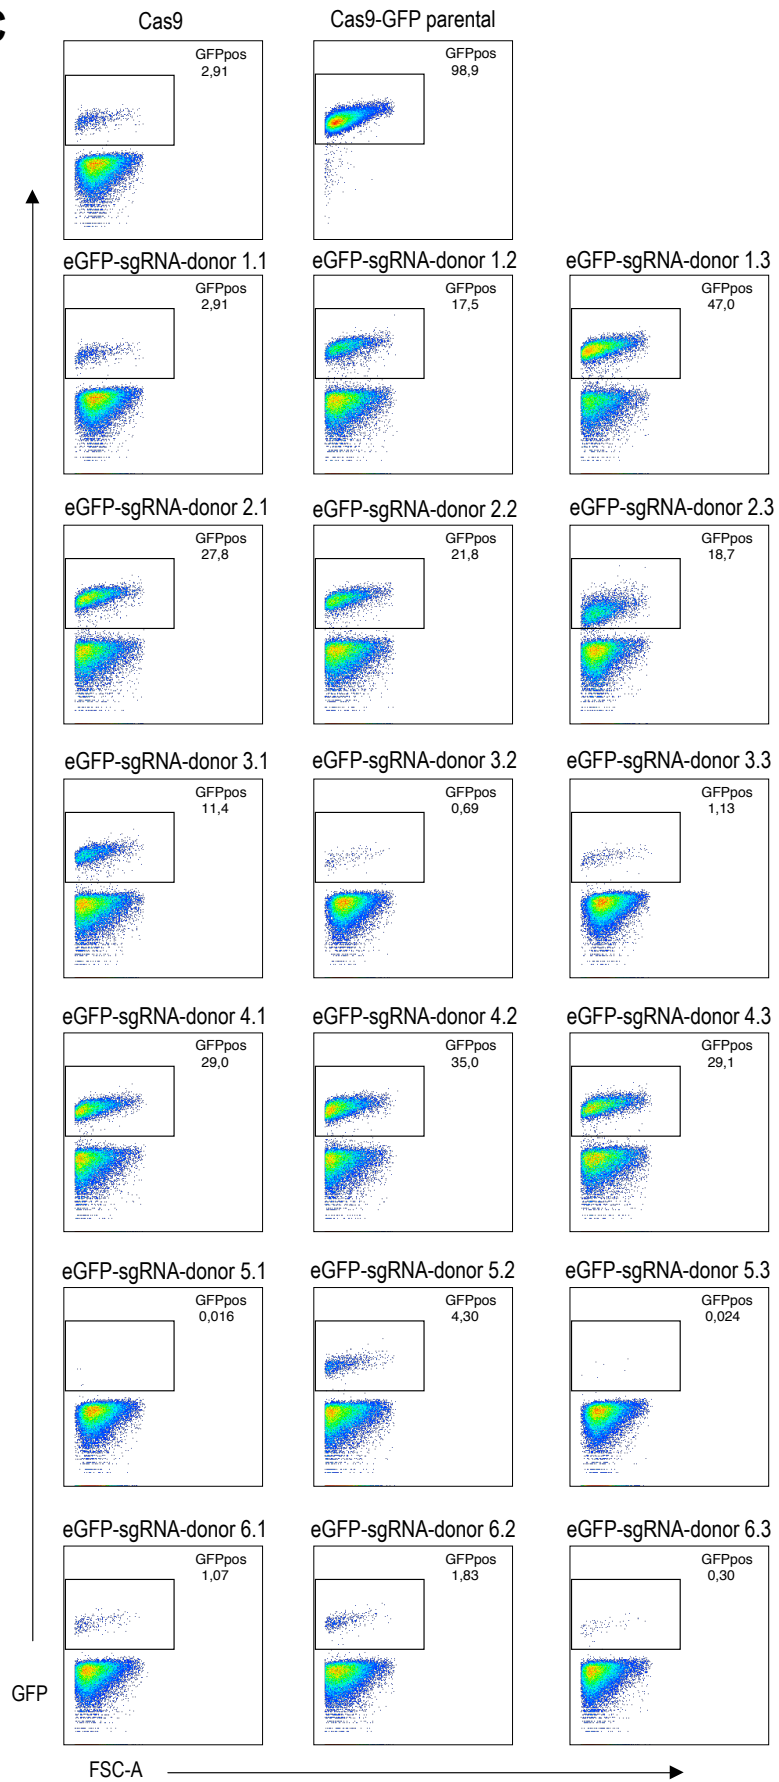 C
Cas9
Cas9-GFP parental
GFPpos
2,91
GFPpos
98,9
eGFP-sgRNA-donor 1.1
eGFP-sgRNA-donor 1.2
eGFP-sgRNA-donor 1.3
GFPpos
2,91
GFPpos
17,5
GFPpos
47,0
eGFP-sgRNA-donor 2.1
eGFP-sgRNA-donor 2.2
eGFP-sgRNA-donor 2.3
GFPpos
27,8
GFPpos
21,8
GFPpos
18,7
eGFP-sgRNA-donor 3.1
eGFP-sgRNA-donor 3.2
eGFP-sgRNA-donor 3.3
GFPpos
11,4
GFPpos
0,69
GFPpos
1,13
eGFP-sgRNA-donor 4.1
eGFP-sgRNA-donor 4.2
eGFP-sgRNA-donor 4.3
GFPpos
29,0
GFPpos
35,0
GFPpos
29,1
eGFP-sgRNA-donor 5.1
eGFP-sgRNA-donor 5.2
eGFP-sgRNA-donor 5.3
GFPpos
0,016
GFPpos
4,30
GFPpos
0,024
eGFP-sgRNA-donor 6.1
eGFP-sgRNA-donor 6.2
eGFP-sgRNA-donor 6.3
GFPpos
1,07
GFPpos
1,83
GFPpos
0,30
GFP
FSC-A